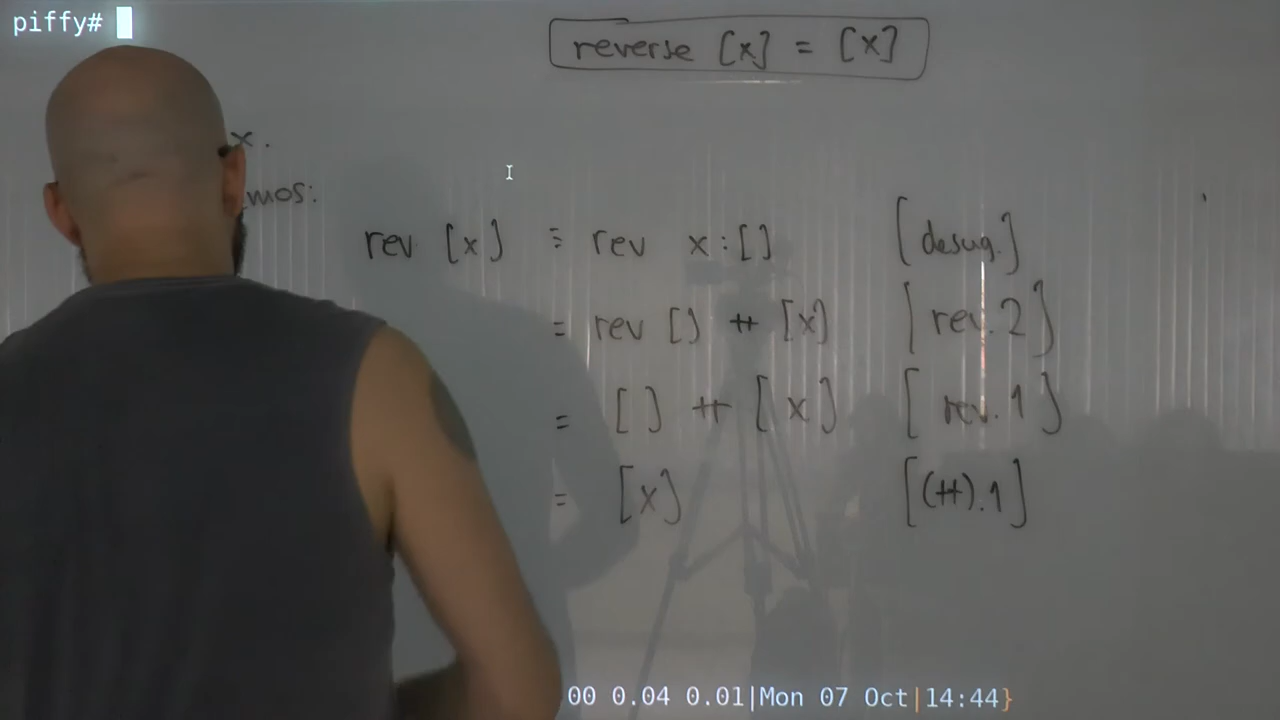 piffy#
reverse [x] = [x]
x.
mos:
rev [x] ≡ rev x:[] [desug.]
= rev [] ++ [x] [rev.2]
= [] ++ [x] [rev.1]
= [x] [(++).1]
00 0.04 0.01|Mon 07 Oct|14:44}